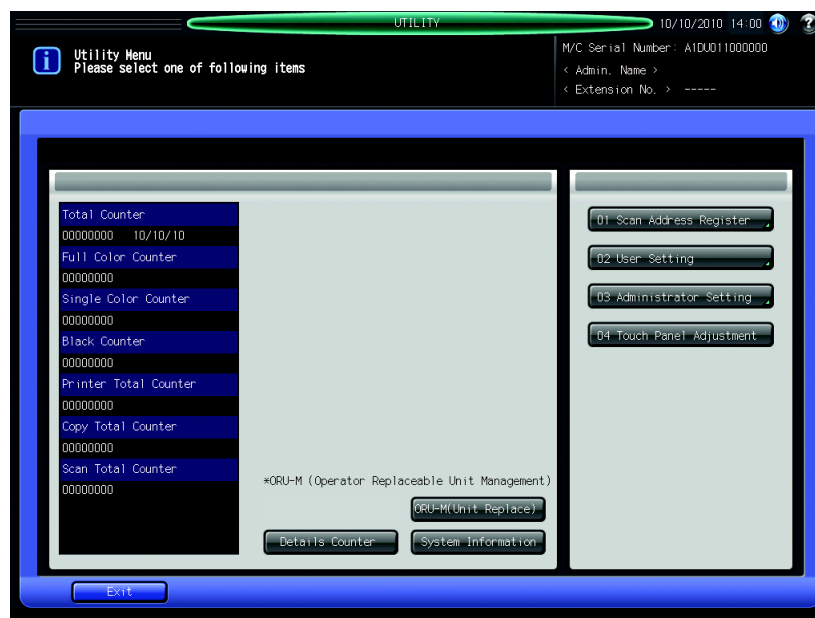 UTILITY
10/10/2010 14:00
Utility Menu
Please select one of following items
M/C Serial Number: A1DU011000000
< Admin. Name >
< Extension No. > -----
Total Counter
00000000 10/10/10
Full Color Counter
00000000
Single Color Counter
00000000
Black Counter
00000000
Printer Total Counter
00000000
Copy Total Counter
00000000
Scan Total Counter
00000000
*ORU-M (Operator Replaceable Unit Management)
ORU-M(Unit Replace)
Details Counter
System Information
01 Scan Address Register
02 User Setting
03 Administrator Setting
04 Touch Panel Adjustment
Exit